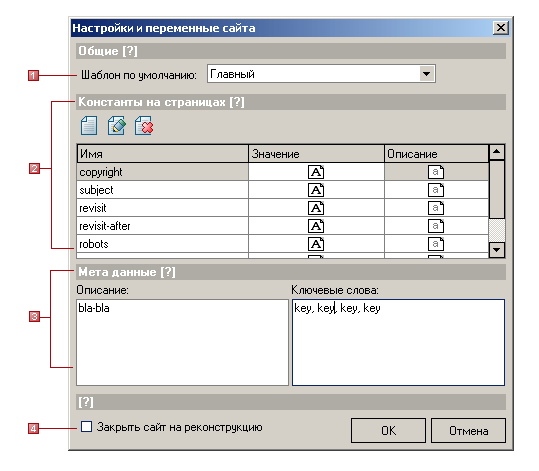 Настройки и переменные сайта
Общие [?]
1
Шаблон по умолчанию: Главный
Константы на страницах [?]
2
Имя Значение Описание
copyright A a
subject A a
revisit A a
revisit-after A a
robots A a
Мета данные [?]
Описание: Ключевые слова:
3
bla-bla key, key, key, key
[?]
4
Закрыть сайт на реконструкцию
OK Отмена